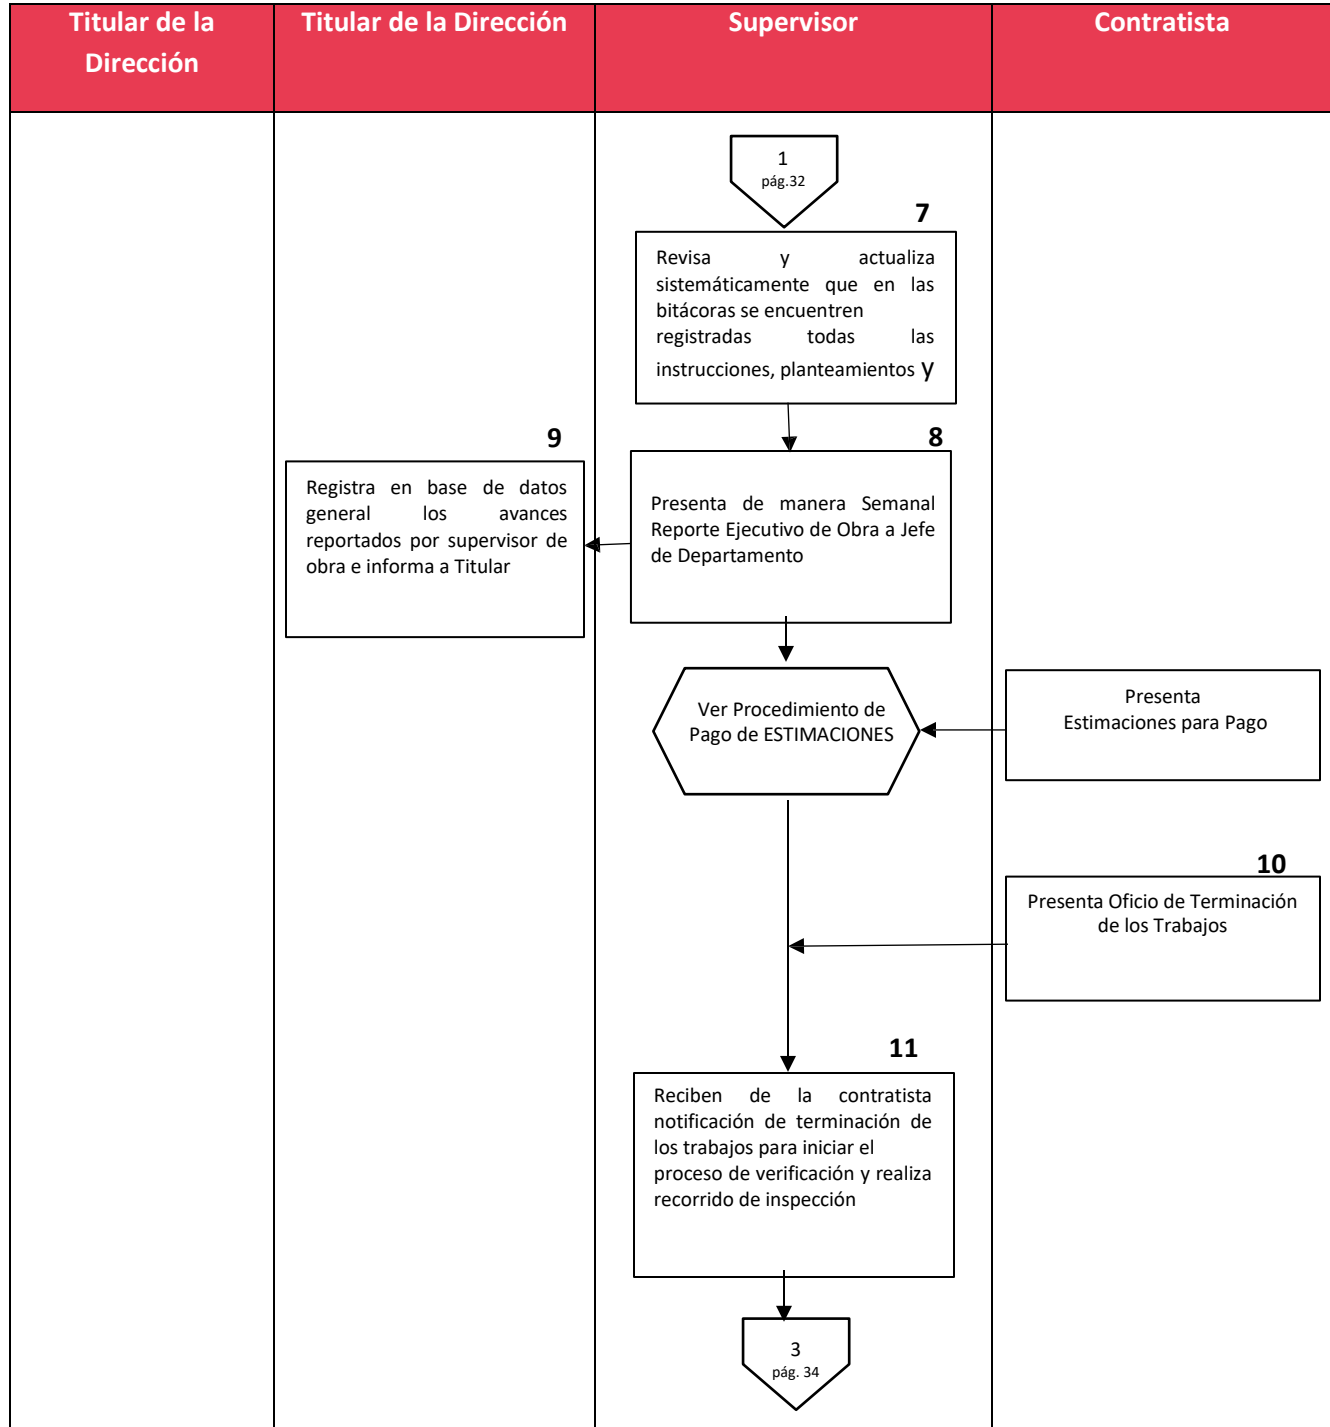 Titular de la
Dirección
Titular de la Dirección
Supervisor
Contratista
1
pág.32
7
Revisa y actualiza
sistemáticamente que en las
bitácoras se encuentren
registradas todas las
instrucciones, planteamientos y
9
8
Registra en base de datos
general los avances
reportados por supervisor de
obra e informa a Titular
Presenta de manera Semanal
Reporte Ejecutivo de Obra a Jefe
de Departamento
Ver Procedimiento de
Pago de ESTIMACIONES
Presenta
Estimaciones para Pago
10
Presenta Oficio de Terminación
de los Trabajos
11
Reciben de la contratista
notificación de terminación de
los trabajos para iniciar el
proceso de verificación y realiza
recorrido de inspección
3
pág. 34